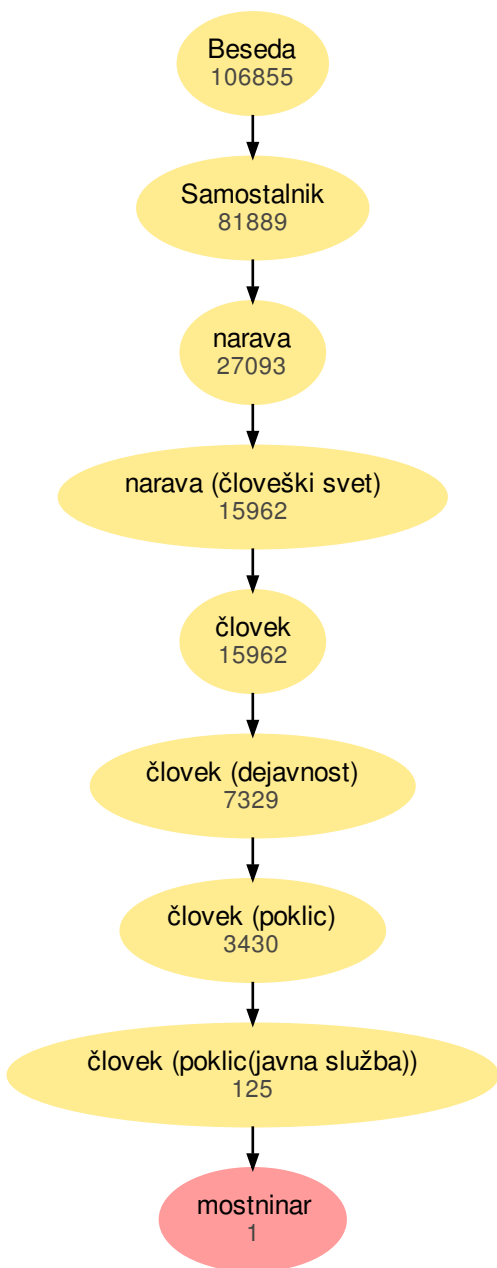 Beseda
106855
Samostalnik
81889
narava
27093
narava (človeški svet)
15962
človek
15962
človek (dejavnost)
7329
človek (poklic)
3430
človek (poklic(javna služba))
125
mostninar
1